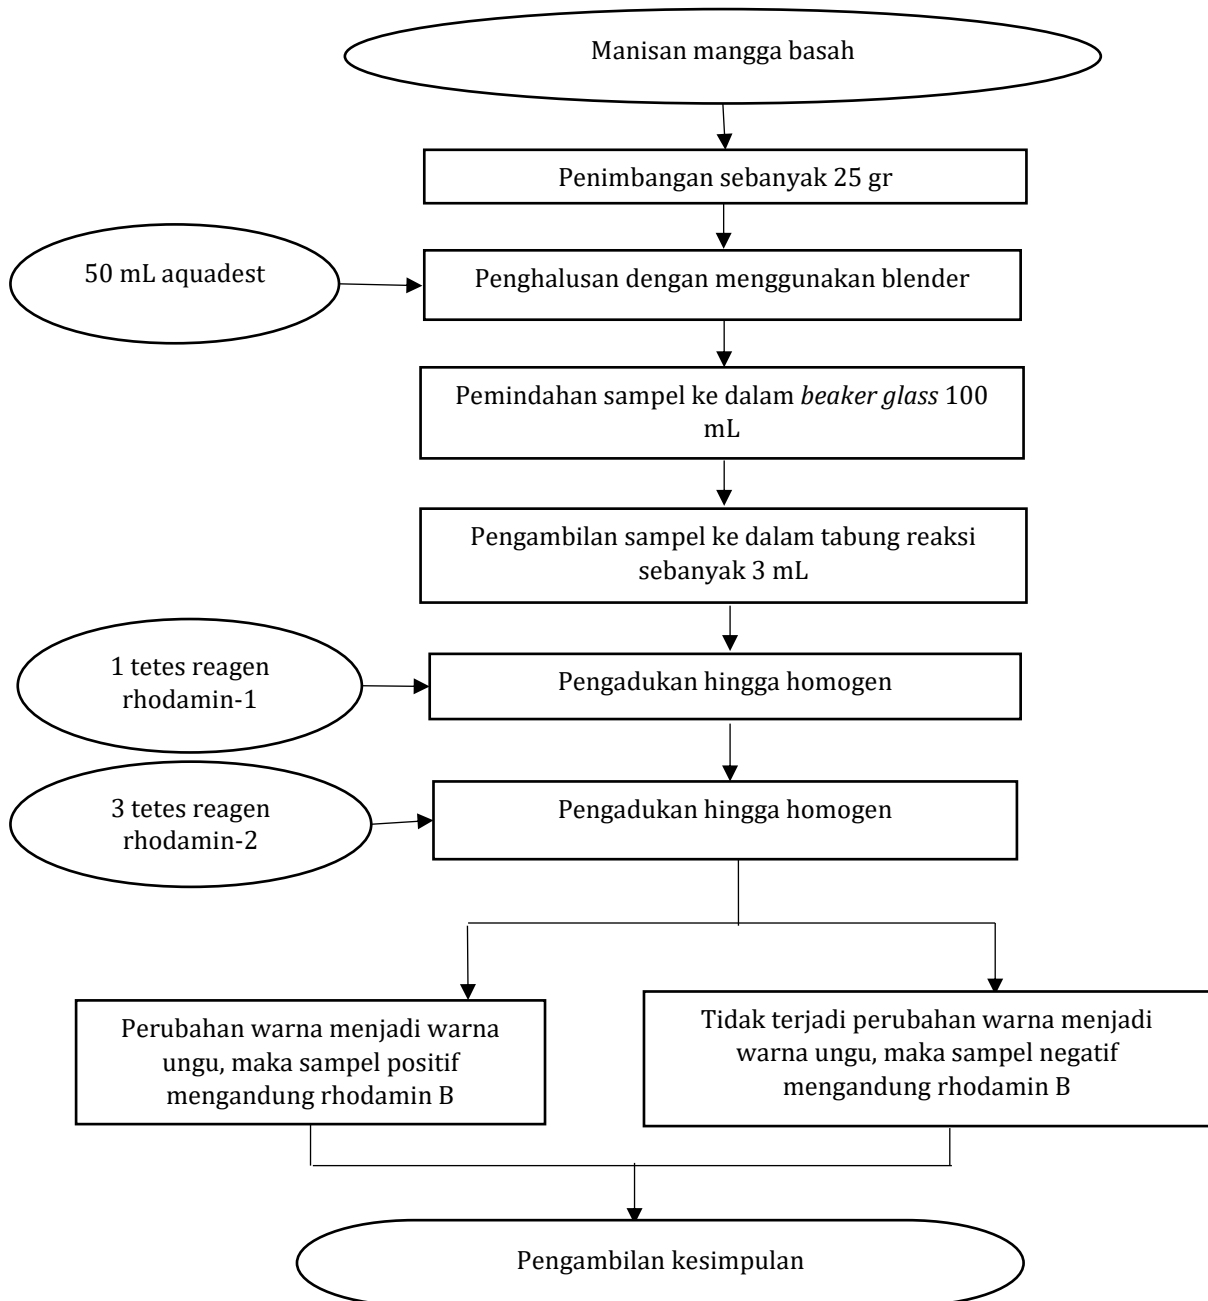 Manisan mangga basah
Penimbangan sebanyak 25 gr
50 mL aquadest
Penghalusan dengan menggunakan blender
Pemindahan sampel ke dalam beaker glass 100
mL
Pengambilan sampel ke dalam tabung reaksi
sebanyak 3 mL
1 tetes reagen
rhodamin-1
Pengadukan hingga homogen
3 tetes reagen
rhodamin-2
Pengadukan hingga homogen
Perubahan warna menjadi warna
ungu, maka sampel positif
mengandung rhodamin B
Tidak terjadi perubahan warna menjadi
warna ungu, maka sampel negatif
mengandung rhodamin B
Pengambilan kesimpulan